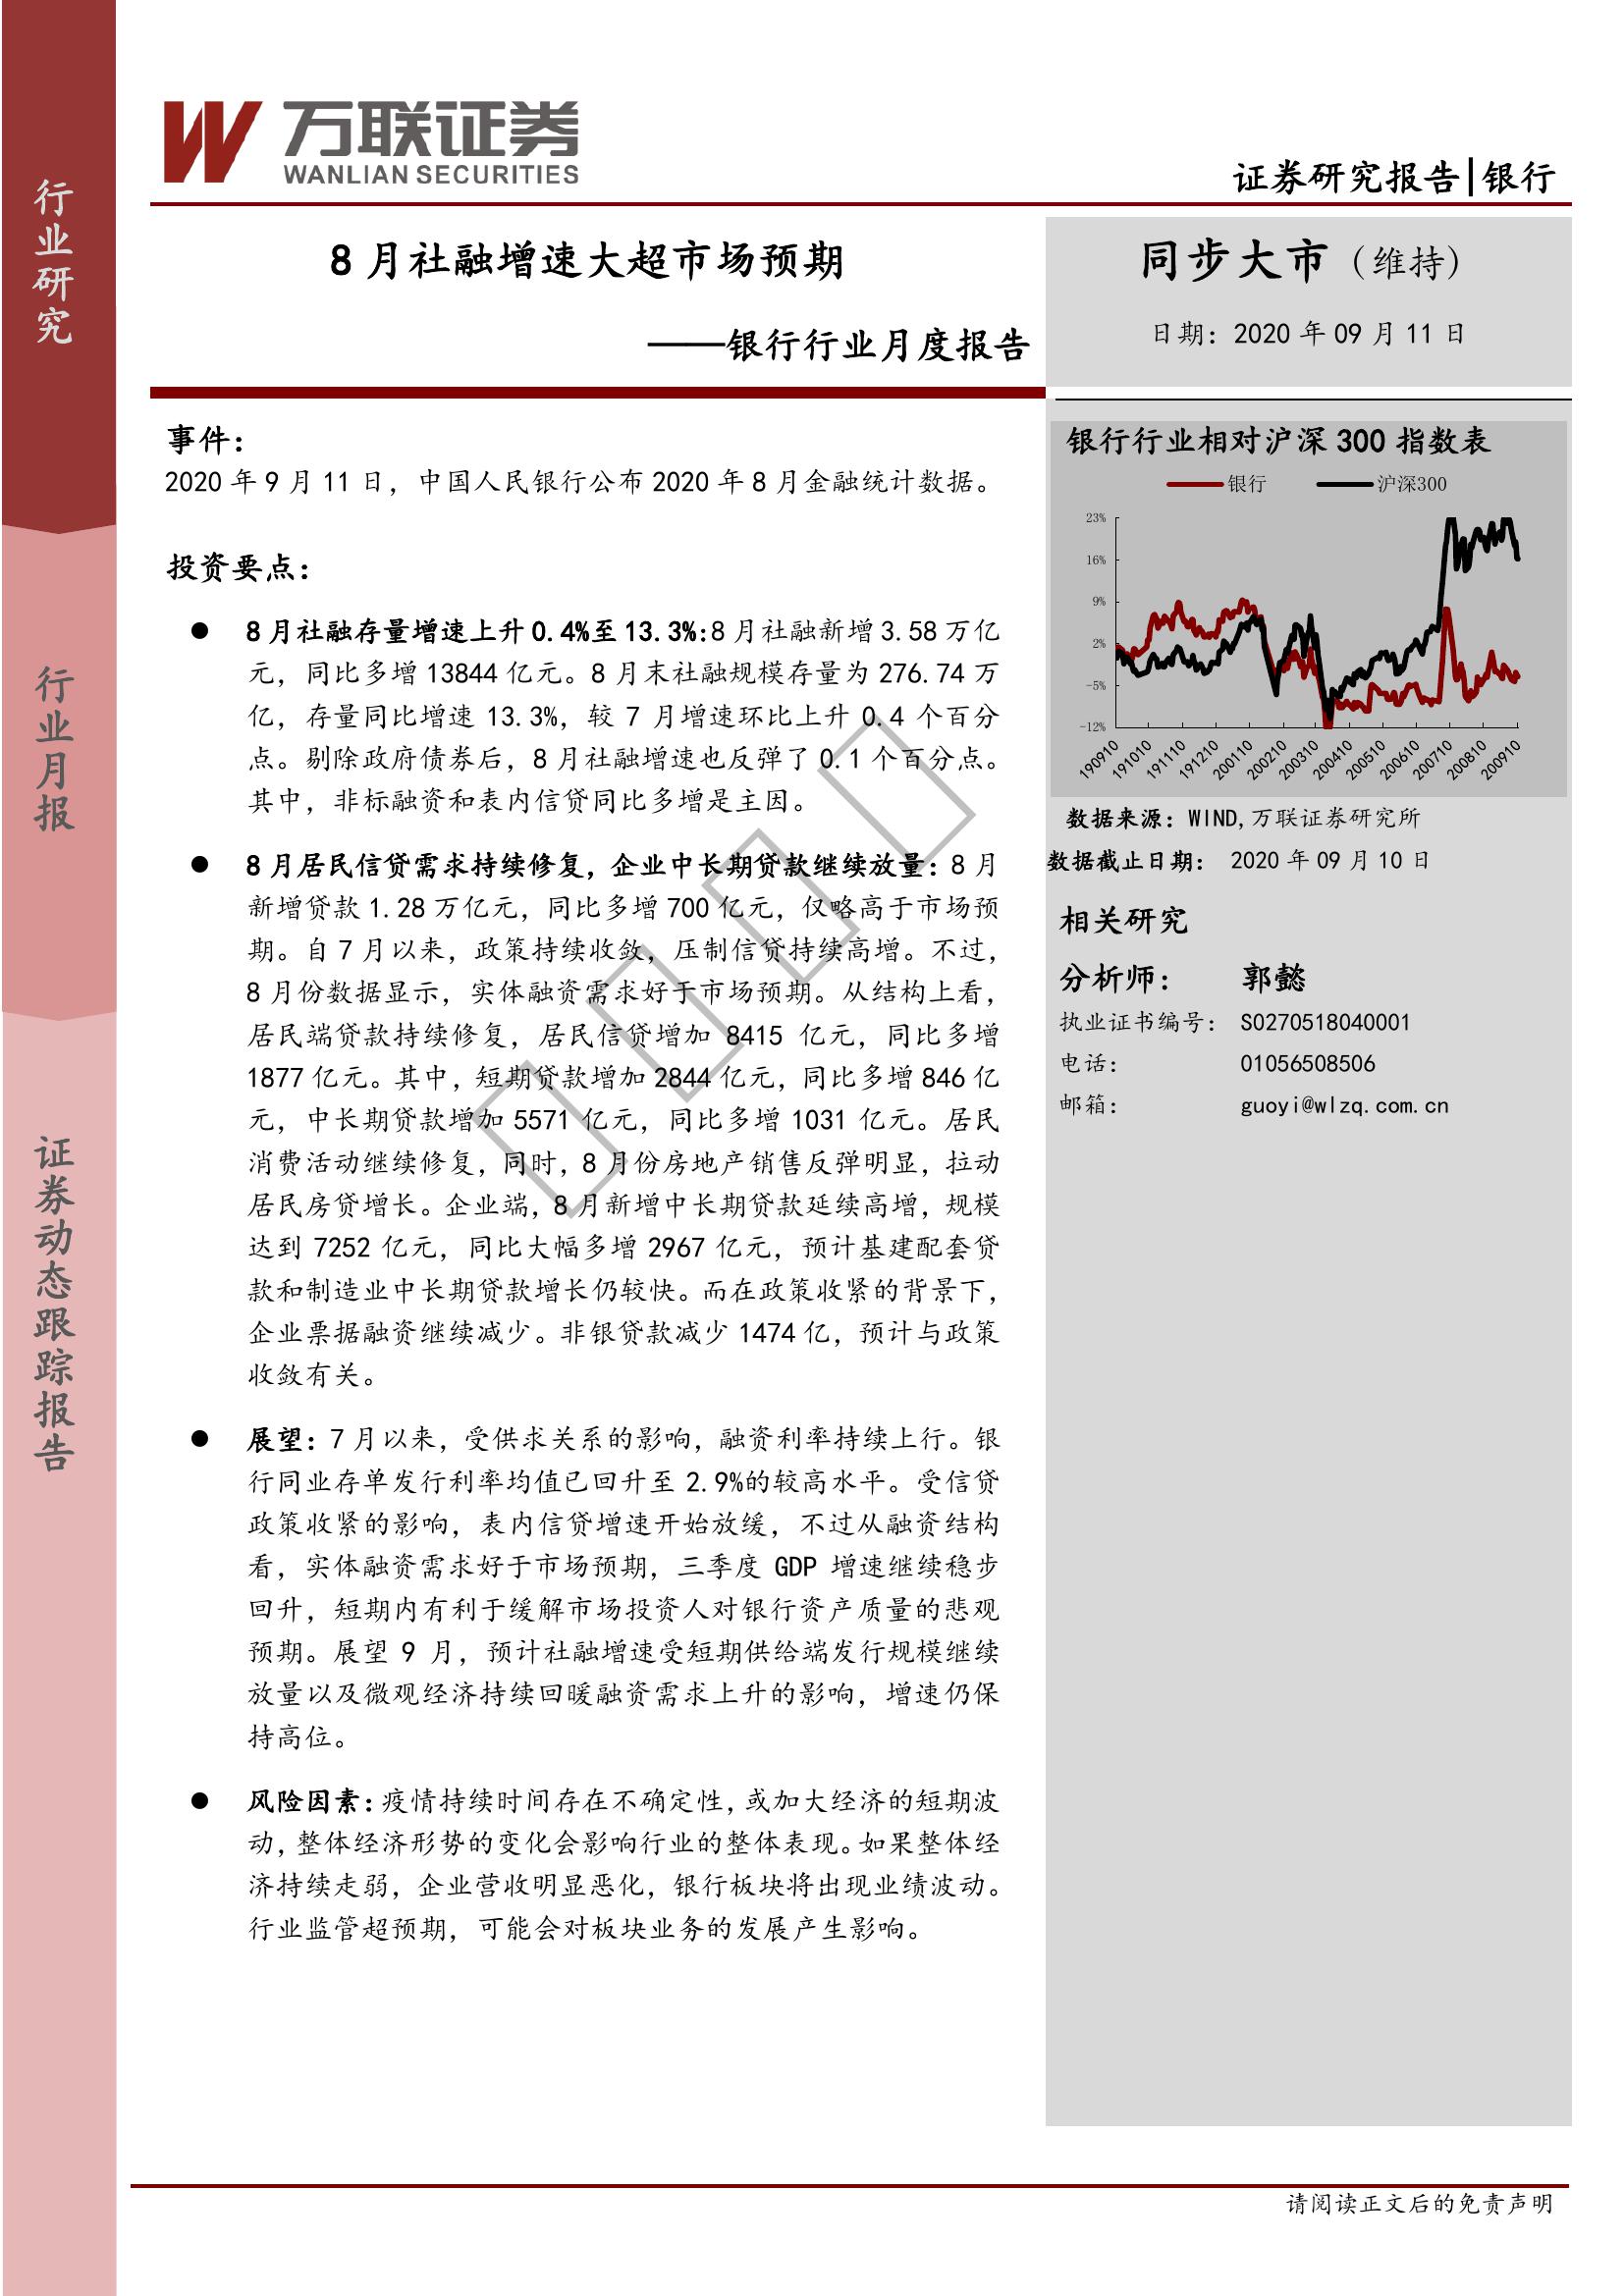 万联证券
WANLIAN SECURITIES
证券研究报告|银行
行业研究
行业月报
证券动态跟踪报告
8 月社融增速大超市场预期
——银行行业月度报告
同步大市（维持）
日期：2020 年 09 月 11 日
事件：
2020 年 9 月 11 日，中国人民银行公布 2020 年 8 月金融统计数据。
投资要点：
● 8 月社融存量增速上升 0.4%至 13.3%：8 月社融新增 3.58 万亿
元，同比多增 13844 亿元。8 月末社融规模存量为 276.74 万
亿，存量同比增速 13.3%，较 7 月增速环比上升 0.4 个百分
点。剔除政府债券后，8 月社融增速也反弹了 0.1 个百分点。
其中，非标融资和表内信贷同比多增是主因。
● 8 月居民信贷需求持续修复，企业中长期贷款继续放量：8 月
新增贷款 1.28 万亿元，同比多增 700 亿元，仅略高于市场预
期。自 7 月以来，政策持续收敛，压制信贷持续高增。不过，
8 月份数据显示，实体融资需求好于市场预期。从结构上看，
居民端贷款持续修复，居民信贷增加 8415 亿元，同比多增
1877 亿元。其中，短期贷款增加 2844 亿元，同比多增 846 亿
元，中长期贷款增加 5571 亿元，同比多增 1031 亿元。居民
消费活动继续修复，同时，8 月份房地产销售反弹明显，拉动
居民房贷增长。企业端，8 月新增中长期贷款延续高增，规模
达到 7252 亿元，同比大幅多增 2967 亿元，预计基建配套贷
款和制造业中长期贷款增长仍较快。而在政策收紧的背景下，
企业票据融资继续减少。非银贷款减少 1474 亿，预计与政策
收敛有关。
● 展望：7 月以来，受供求关系的影响，融资利率持续上行。银
行同业存单发行利率均值已回升至 2.9%的较高水平。受信贷
政策收紧的影响，表内信贷增速开始放缓，不过从融资结构
看，实体融资需求好于市场预期，三季度 GDP 增速继续稳步
回升，短期内有利于缓解市场投资人对银行资产质量的悲观
预期。展望 9 月，预计社融增速受短期供给端发行规模继续
放量以及微观经济持续回暖融资需求上升的影响，增速仍保
持高位。
● 风险因素：疫情持续时间存在不确定性，或加大经济的短期波
动，整体经济形势的变化会影响行业的整体表现。如果整体经
济持续走弱，企业营收明显恶化，银行板块将出现业绩波动。
行业监管超预期，可能会对板块业务的发展产生影响。
银行行业相对沪深 300 指数表
银行 沪深300
23%
16%
9%
2%
-5%
-12%
190910 191010 191110 191210 200110 200210 200310 200410 200510 200610 200710 200810 200910
数据来源：WIND,万联证券研究所
数据截止日期： 2020 年 09 月 10 日
相关研究
分析师： 郭懿
执业证书编号： S0270518040001
电话： 01056508506
邮箱： guoyi@wlzq.com.cn
请阅读正文后的免责声明